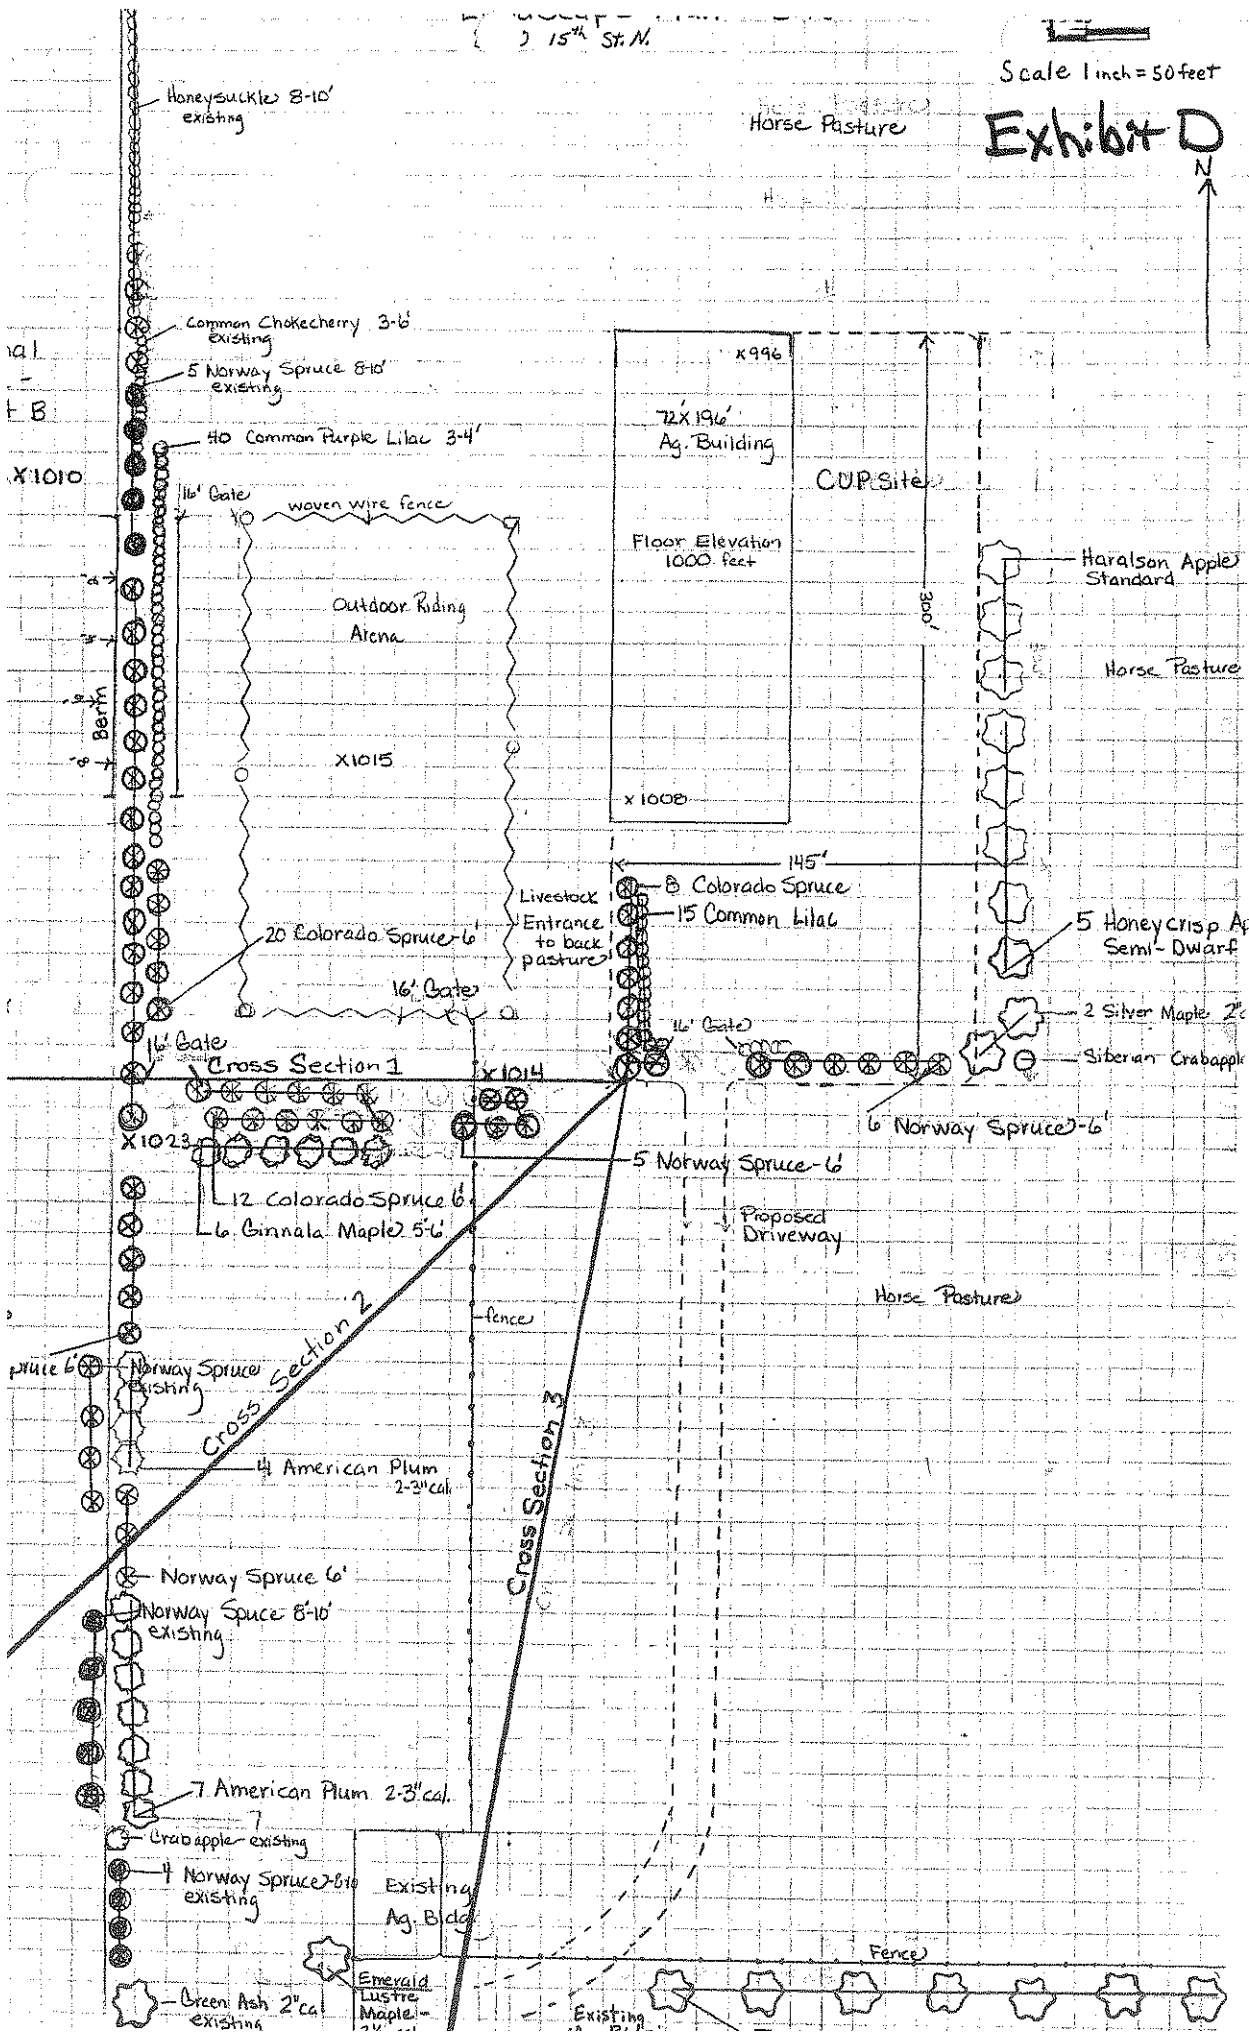 15th St. N.
Scale 1 inch = 50 feet
Exhibit D
N
Honeysuckle 8-10'
existing
Horse Pasture
H
Common Chokecherry 3-6'
existing
5 Norway Spruce 8-10'
existing
t B
40 Common Purple Lilac 3-4'
X1010
16' Gate
woven wire fence
X996
72'X196'
Ag. Building
CUP Site
Floor Elevation
1000 feet
300'
Haralson Apple
Standard
Outdoor Riding
Arena
Horse Pasture
Berm
X1015
X1008
145'
8 Colorado Spruce
15 Common Lilac
Livestock
Entrance
to back
pasture
20 Colorado Spruce-6'
16' Gate
5 Honeycrisp Ap
Semi-Dwarf
2 Silver Maple 2"c
16' Gate
16' Gate
Siberian Crabapple
Cross Section 1
X1014
X1023
6 Norway Spruce-6'
5 Norway Spruce-6'
12 Colorado Spruce 6'
6 Ginnala Maple 5-6'
Proposed
Driveway
Horse Pasture
fence
Cross Section 2
pruce 6'
Norway Spruce
existing
Cross Section 3
4 American Plum
2-3"cal.
Norway Spruce 6'
Norway Spuce 8-10'
existing
7 American Plum 2-3"cal.
7
Crabapple-existing
4 Norway Spruce-8-10
existing
Existing
Ag. Bldg
Fence
Green Ash 2"cal
existing
Emerald
Lustre
Maple-
Existing